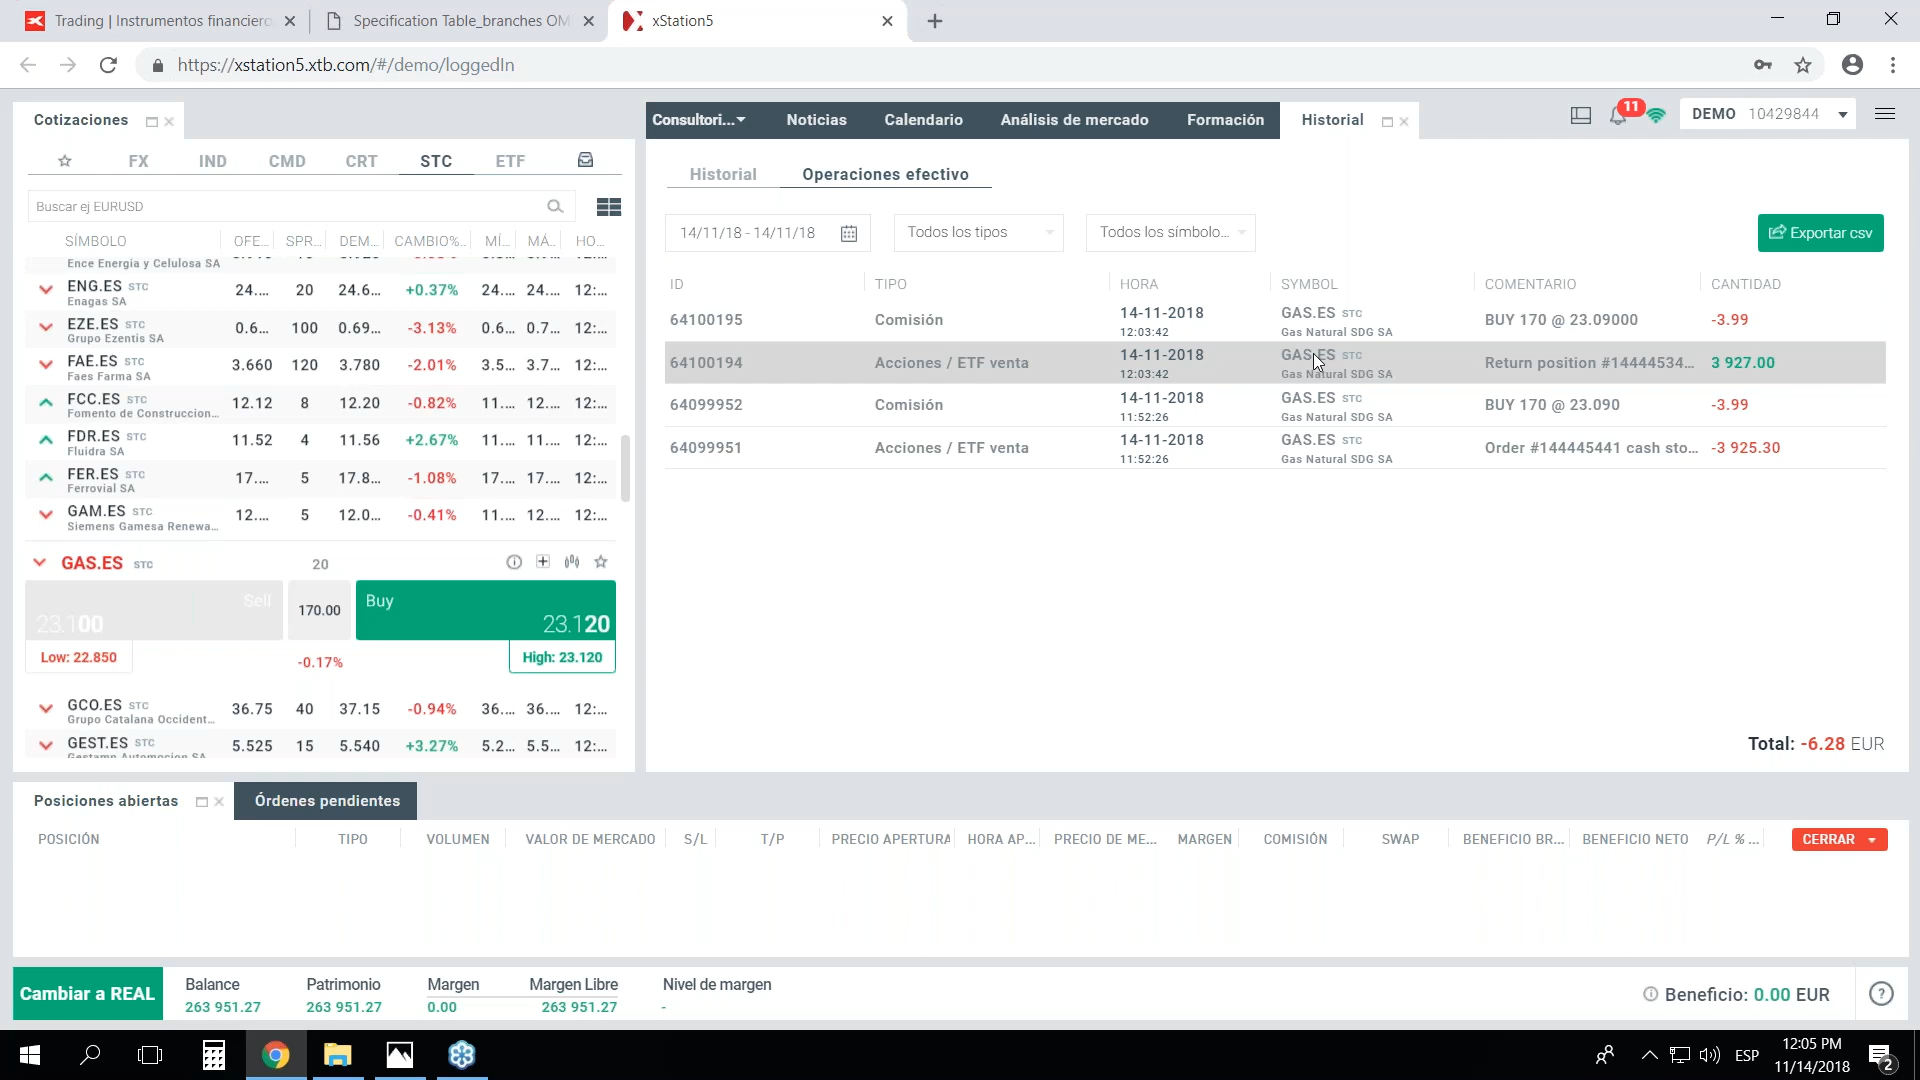 Trading | Instrumentos financiero
Specification Table_branches OM
xStation5
https://xstation5.xtb.com/#/demo/loggedIn
Cotizaciones
Consultori...
Noticias
Calendario
Análisis de mercado
Formación
Historial
11
DEMO 10429844
FX IND CMD CRT STC ETF
Historial
Operaciones efectivo
Buscar ej EURUSD
14/11/18 - 14/11/18
Todos los tipos
Todos los símbolo...
Exportar csv
SÍMBOLO OFE... SPR... DEM... CAMBIO%.. MÍ... MÁ... HO...
Ence Energia y Celulosa SA
ENG.ES STC 24.... 20 24.6... +0.37% 24.... 24.... 12:...
Enagas SA
EZE.ES STC 0.6... 100 0.69... -3.13% 0.6... 0.7... 12:...
Grupo Ezentis SA
FAE.ES STC 3.660 120 3.780 -2.01% 3.5... 3.7... 12:...
Faes Farma SA
FCC.ES STC 12.12 8 12.20 -0.82% 11.... 12.... 12:...
Fomento de Construccion...
FDR.ES STC 11.52 4 11.56 +2.67% 11.... 11.... 12:...
Fluidra SA
FER.ES STC 17.... 5 17.8... -1.08% 17.... 17.... 12:...
Ferrovial SA
GAM.ES STC 12.... 5 12.0... -0.41% 11.... 12.... 12:...
Siemens Gamesa Renewa...
GAS.ES STC 20
Sell
23.100
170.00
Buy
23.120
Low: 22.850
-0.17%
High: 23.120
GCO.ES STC 36.75 40 37.15 -0.94% 36.... 36.... 12:...
Grupo Catalana Occident...
GEST.ES STC 5.525 15 5.540 +3.27% 5.2... 5.5... 12:...
Gestamp Automocion SA
ID TIPO HORA SYMBOL COMENTARIO CANTIDAD
64100195 Comisión 14-11-2018 GAS.ES STC BUY 170 @ 23.09000 -3.99
12:03:42 Gas Natural SDG SA
64100194 Acciones / ETF venta 14-11-2018 GAS.ES STC Return position #14444534... 3 927.00
12:03:42 Gas Natural SDG SA
64099952 Comisión 14-11-2018 GAS.ES STC BUY 170 @ 23.090 -3.99
11:52:26 Gas Natural SDG SA
64099951 Acciones / ETF venta 14-11-2018 GAS.ES STC Order #144445441 cash sto... -3 925.30
11:52:26 Gas Natural SDG SA
Total: -6.28 EUR
Posiciones abiertas
Órdenes pendientes
POSICIÓN TIPO VOLUMEN VALOR DE MERCADO S/L T/P PRECIO APERTURA HORA AP... PRECIO DE ME... MARGEN COMISIÓN SWAP BENEFICIO BR... BENEFICIO NETO P/L % ... CERRAR
Cambiar a REAL
Balance Patrimonio Margen Margen Libre Nivel de margen
263 951.27 263 951.27 0.00 263 951.27 -
Beneficio: 0.00 EUR
?
ESP
12:05 PM
11/14/2018
2